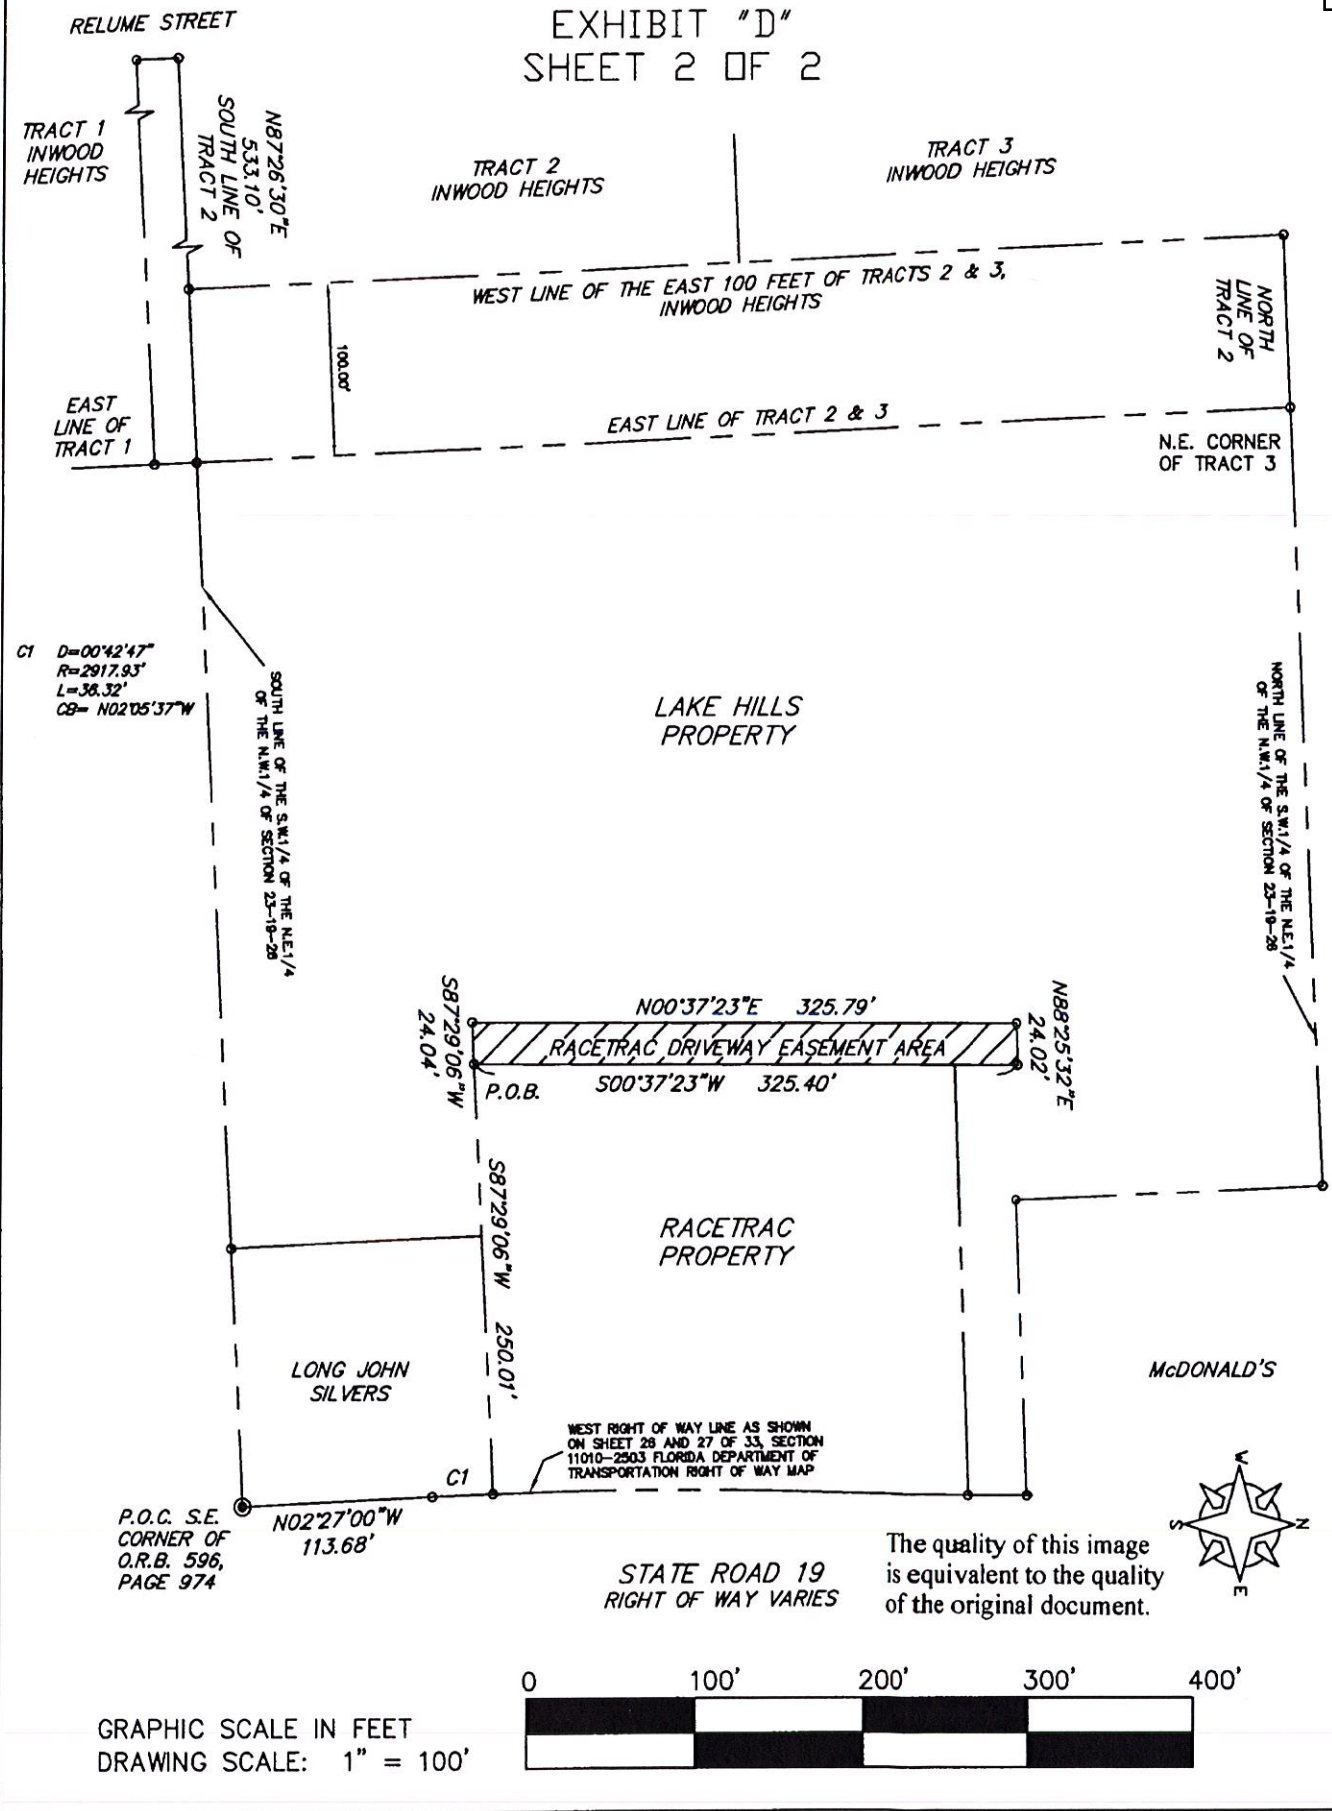 EXHIBIT "D"
SHEET 2 OF 2
RELUME STREET
TRACT 1
INWOOD
HEIGHTS
N87°26'30"E
533.10'
SOUTH LINE OF
TRACT 2
TRACT 2
INWOOD HEIGHTS
TRACT 3
INWOOD HEIGHTS
WEST LINE OF THE EAST 100 FEET OF TRACTS 2 & 3,
INWOOD HEIGHTS
NORTH
LINE OF
TRACT 2
100.00'
EAST
LINE OF
TRACT 1
EAST LINE OF TRACT 2 & 3
N.E. CORNER
OF TRACT 3
C1 D=00°42'47"
R=2917.93'
L=36.32'
CB= N02°05'37"W
SOUTH LINE OF THE S.W.1/4 OF THE N.E.1/4
OF THE N.W.1/4 OF SECTION 23-19-26
LAKE HILLS
PROPERTY
NORTH LINE OF THE S.W.1/4 OF THE N.E.1/4
OF THE N.W.1/4 OF SECTION 23-19-26
S87°29'06"W
24.04'
N00°37'23"E 325.79'
RACETRAC DRIVEWAY EASEMENT AREA
S00°37'23"W 325.40'
P.O.B.
N88°25'32"E
24.02'
S87°29'06"W 250.01'
RACETRAC
PROPERTY
LONG JOHN
SILVERS
McDONALD'S
WEST RIGHT OF WAY LINE AS SHOWN
ON SHEET 26 AND 27 OF 33, SECTION
11010-2503 FLORIDA DEPARTMENT OF
TRANSPORTATION RIGHT OF WAY MAP
C1
P.O.C. S.E.
CORNER OF
O.R.B. 596,
PAGE 974
N02°27'00"W
113.68'
STATE ROAD 19
RIGHT OF WAY VARIES
The quality of this image
is equivalent to the quality
of the original document.
W
S
N
E
0 100' 200' 300' 400'
GRAPHIC SCALE IN FEET
DRAWING SCALE: 1" = 100'